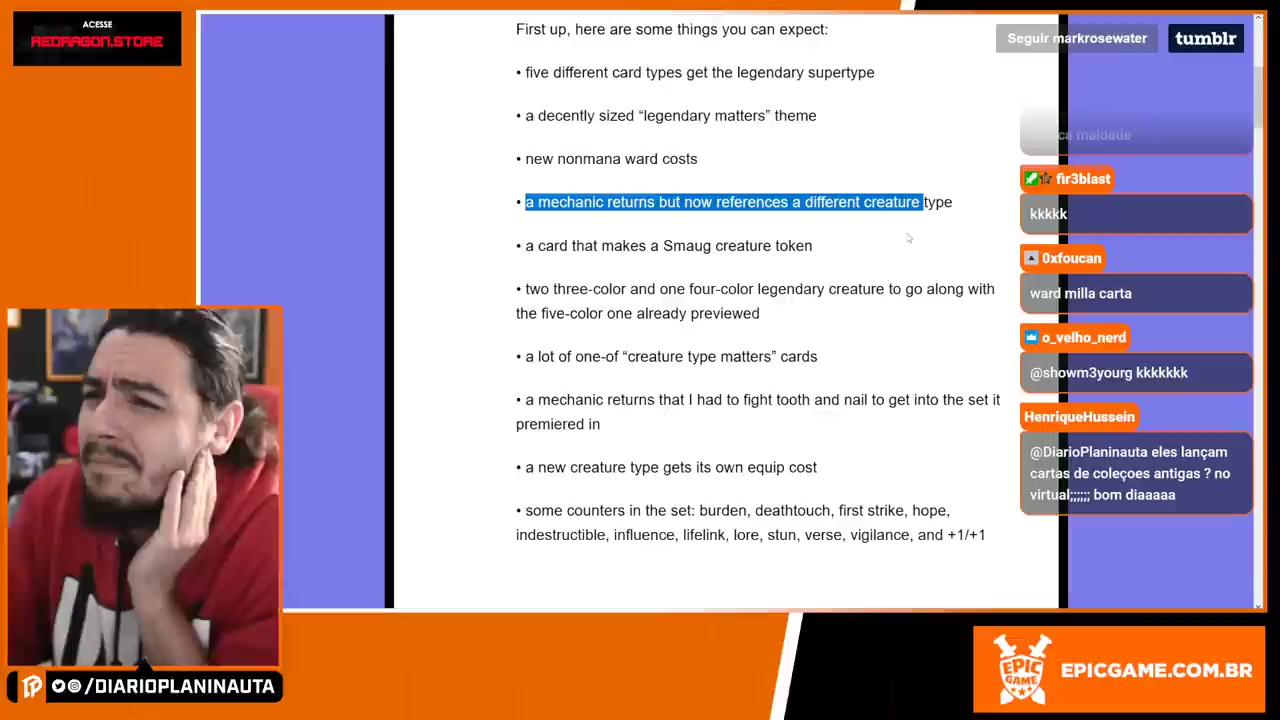 ACESSE
REDRAGON.STORE
First up, here are some things you can expect:
• five different card types get the legendary supertype
• a decently sized “legendary matters” theme
• new nonmana ward costs
• a mechanic returns but now references a different creature type
• a card that makes a Smaug creature token
• two three-color and one four-color legendary creature to go along with
the five-color one already previewed
• a lot of one-of “creature type matters” cards
• a mechanic returns that I had to fight tooth and nail to get into the set it
premiered in
• a new creature type gets its own equip cost
• some counters in the set: burden, deathtouch, first strike, hope,
indestructible, influence, lifelink, lore, stun, verse, vigilance, and +1/+1
Seguir markrosewater
tumblr
maldade
fir3blast
kkkkk
0xfoucan
ward milla carta
o_velho_nerd
@showm3yourg kkkkkkk
HenriqueHussein
@DiarioPlaninauta eles lançam
cartas de coleçoes antigas ? no
virtual;;;;;; bom diaaaaa
/DIARIOPLANINAUTA
EPIC
GAME
EPICGAME.COM.BR